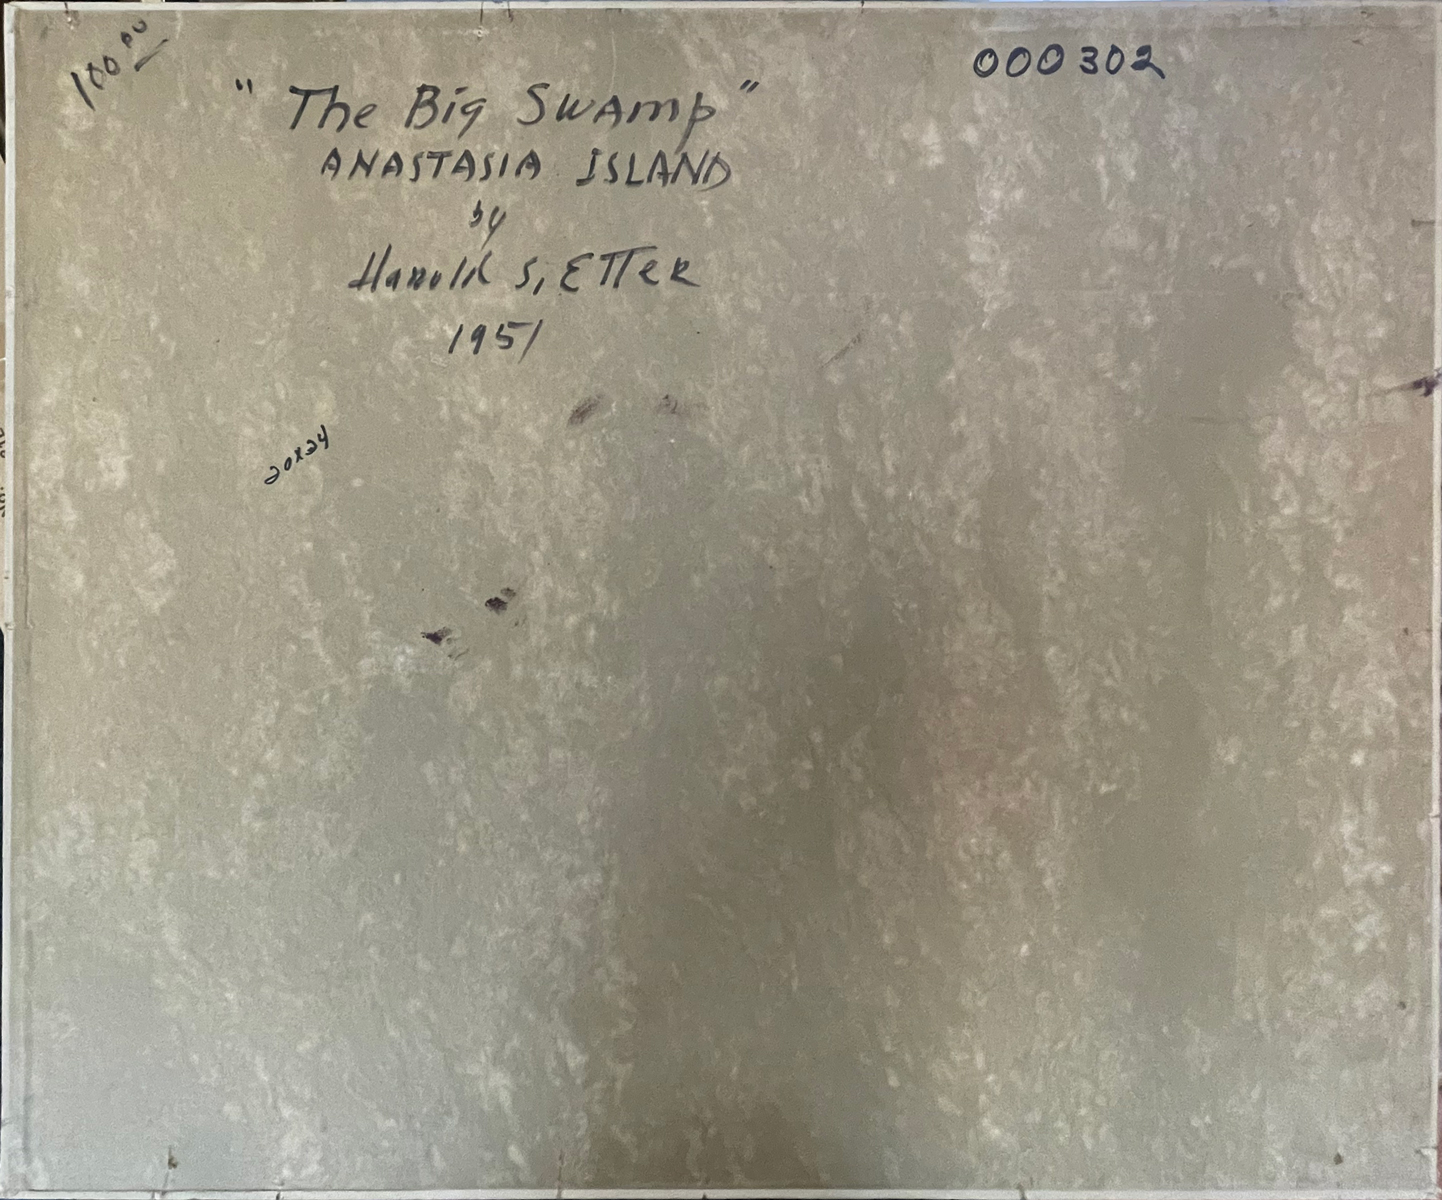 100.00
000302
"The Big Swamp"
ANASTASIA ISLAND
by
Harold S, ETTER
1951
20x24